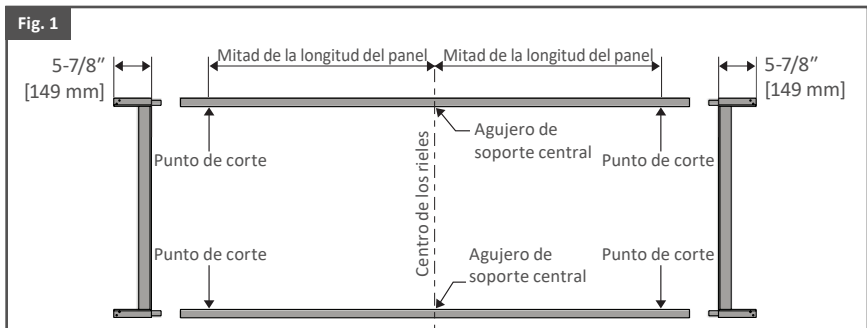 Fig. 1
5-7/8"
[149 mm]
Mitad de la longitud del panel
Mitad de la longitud del panel
5-7/8"
[149 mm]
Agujero de
soporte central
Punto de corte
Punto de corte
Centro de los rieles
Punto de corte
Agujero de
soporte central
Punto de corte